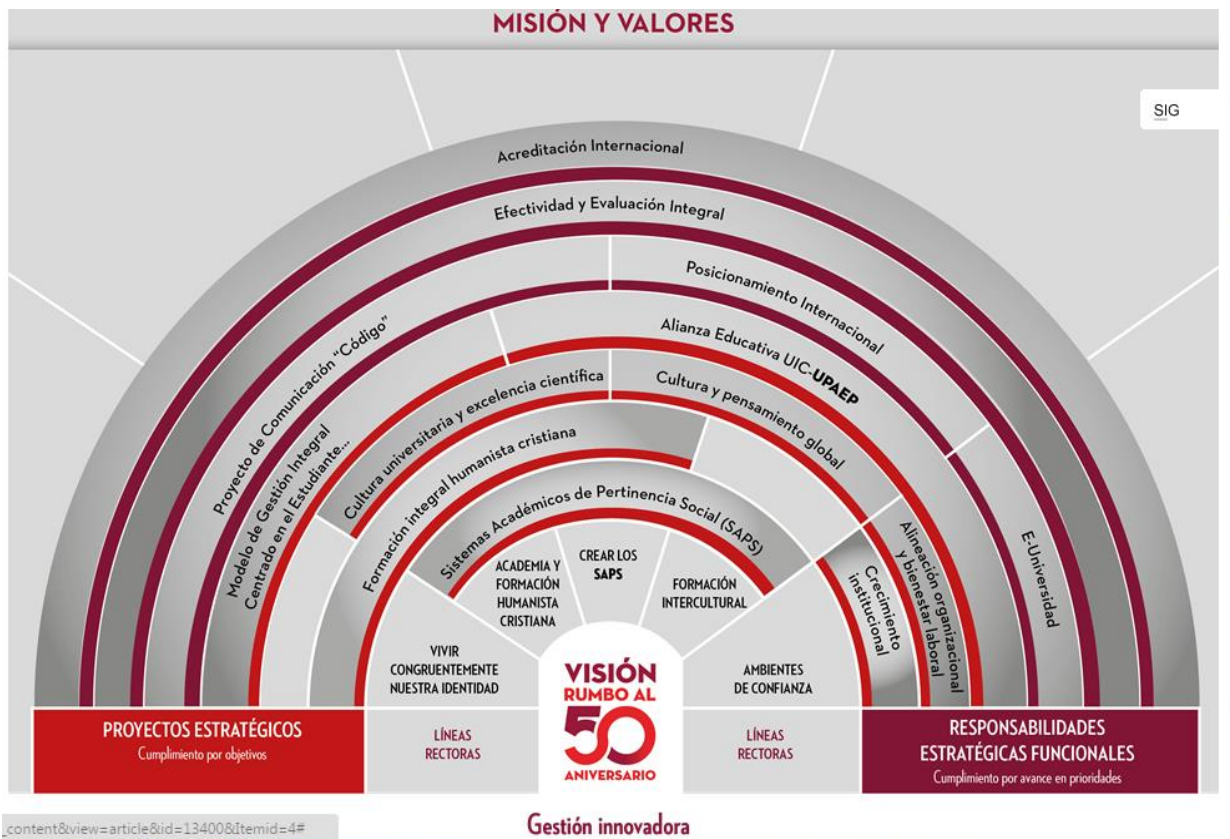 MISIÓN Y VALORES
SIG
Acreditación Internacional
Efectividad y Evaluación Integral
Posicionamiento Internacional
Proyecto de Comunicación “Código”
Alianza Educativa UIC-UPAEP
Modelo de Gestión Integral
Centrado en el Estudiante...
Cultura universitaria y excelencia científica
Cultura y pensamiento global
Formación integral humanista cristiana
Sistemas Académicos de Pertinencia Social (SAPS)
E-Universidad
Alineación organizacional
y bienestar laboral
Crecimiento
institucional
ACADEMIA Y
FORMACIÓN
HUMANISTA
CRISTIANA
CREAR LOS
SAPS
FORMACIÓN
INTERCULTURAL
VIVIR
CONGRUENTEMENTE
NUESTRA IDENTIDAD
AMBIENTES
DE CONFIANZA
VISIÓN
RUMBO AL
50
ANIVERSARIO
PROYECTOS ESTRATÉGICOS
Cumplimiento por objetivos
LÍNEAS
RECTORAS
LÍNEAS
RECTORAS
RESPONSABILIDADES
ESTRATÉGICAS FUNCIONALES
Cumplimiento por avance en prioridades
Gestión innovadora
_content&view=article&id=13400&Itemid=4#